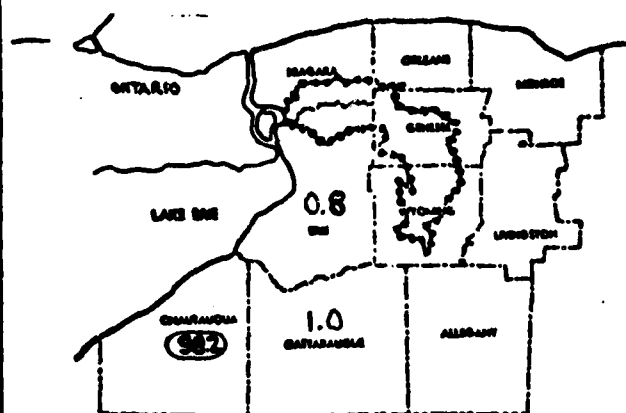 ONTARIO
NIAGARA
ORLEANS
MONROE
GENESEE
LAKE ERIE
0.8
ERIE
WYOMING
LIVINGSTON
CHAUTAUQUA
98.2
1.0
CATTARAUGUS
ALLEGANY